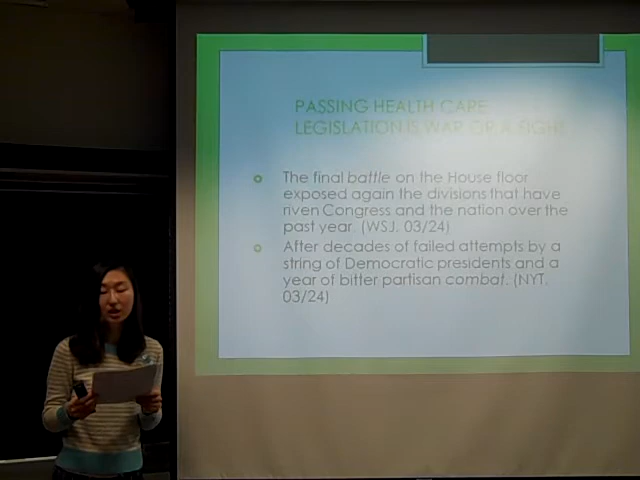 PASSING HEALTH CARE
LEGISLATION IS WAR OR A FIGHT
The final battle on the House floor
exposed again the divisions that have
riven Congress and the nation over the
past year. (WSJ, 03/24)
After decades of failed attempts by a
string of Democratic presidents and a
year of bitter partisan combat. (NYT,
03/24)